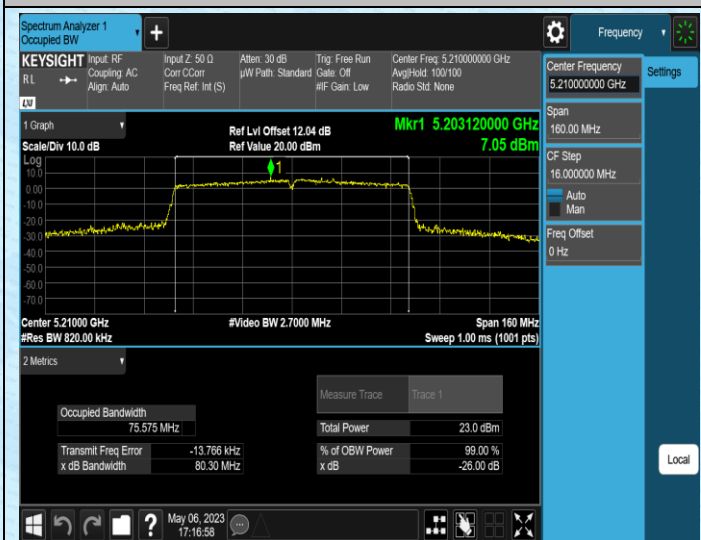 Spectrum Analyzer 1
Occupied BW
Frequency
KEYSIGHT
Input: RF
Coupling: AC
Align: Auto
Input Z: 50 Ω
Corr CCorr
Freq Ref: Int (S)
Atten: 30 dB
µW Path: Standard
Trig: Free Run
Gate: Off
#IF Gain: Low
Center Freq: 5.210000000 GHz
Avg|Hold: 100/100
Radio Std: None
R L
LXI
1 Graph
Scale/Div 10.0 dB
Ref Lvl Offset 12.04 dB
Ref Value 20.00 dBm
Mkr1 5.203120000 GHz
7.05 dBm
Log
10.0
0.00
-10.0
-20.0
-30.0
-40.0
-50.0
-60.0
-70.0
1
Center 5.21000 GHz
#Video BW 2.7000 MHz
Span 160 MHz
#Res BW 820.00 kHz
Sweep 1.00 ms (1001 pts)
2 Metrics
Measure Trace
Trace 1
Occupied Bandwidth
75.575 MHz
Total Power
23.0 dBm
Transmit Freq Error
-13.766 kHz
% of OBW Power
99.00 %
x dB Bandwidth
80.30 MHz
x dB
-26.00 dB
Center Frequency
5.210000000 GHz
Settings
Span
160.00 MHz
CF Step
16.000000 MHz
Auto
Man
Freq Offset
0 Hz
Local
?
May 06, 2023
17:16:58